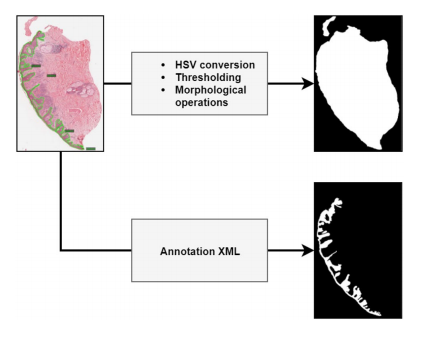 • HSV conversion
• Thresholding
• Morphological
operations
Annotation XML